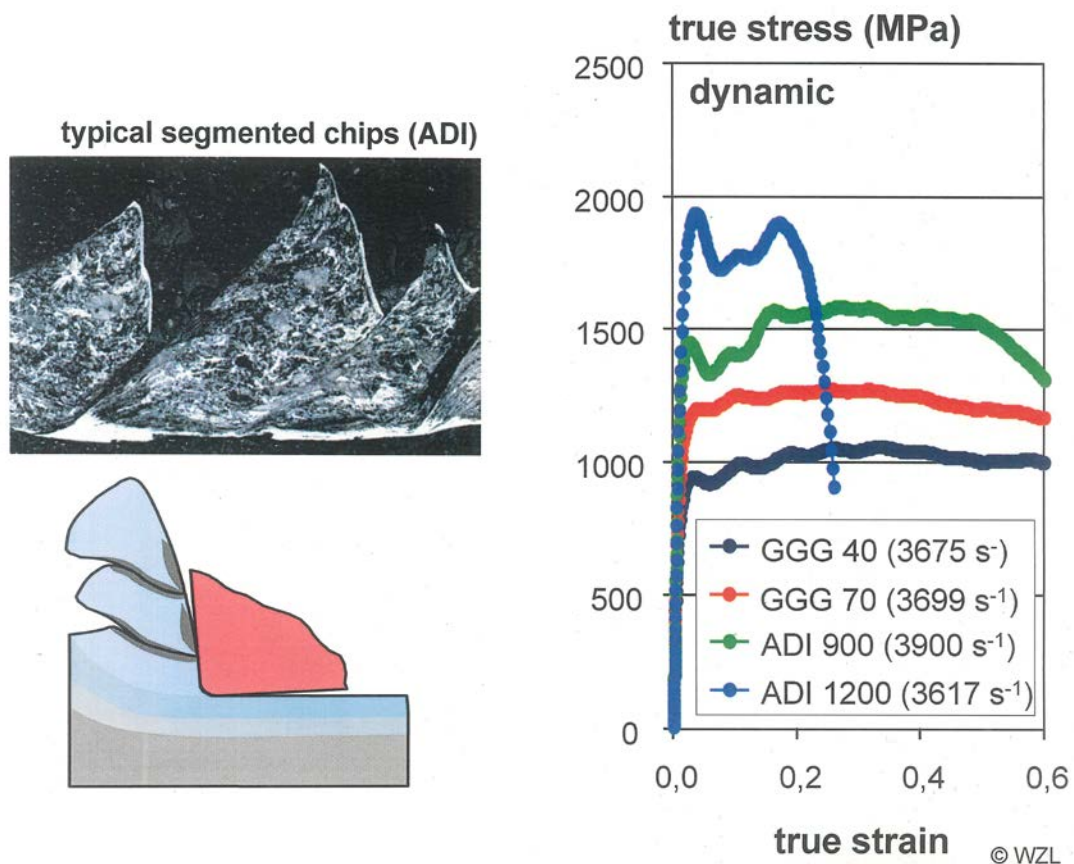 typical segmented chips (ADI)
true stress (MPa)
2500
dynamic
2000
1500
1000
500
0
GGG 40 (3675 s⁻)
GGG 70 (3699 s⁻¹)
ADI 900 (3900 s⁻¹)
ADI 1200 (3617 s⁻¹)
0,0 0,2 0,4 0,6
true strain
© WZL